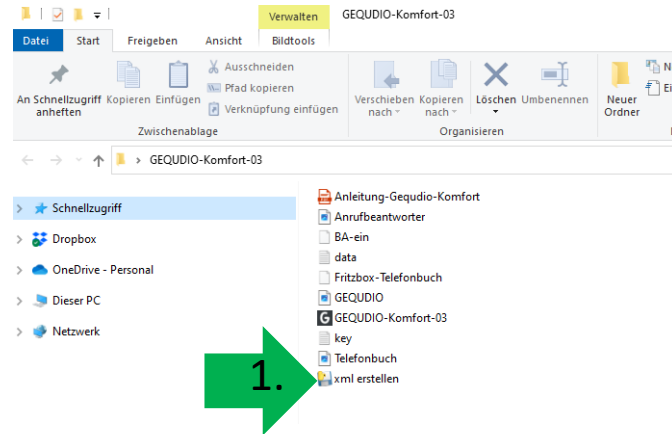 Verwalten GEQUDIO-Komfort-03
Datei Start Freigeben Ansicht Bildtools
An Schnellzugriff anheften
Kopieren
Einfügen
Ausschneiden
Pfad kopieren
Verknüpfung einfügen
Zwischenablage
Verschieben nach
Kopieren nach
Löschen
Umbenennen
Organisieren
Neuer Ordner
N
Ei
GEQUDIO-Komfort-03
Schnellzugriff
Dropbox
OneDrive - Personal
Dieser PC
Netzwerk
Anleitung-Gequdio-Komfort
Anrufbeantworter
BA-ein
data
Fritzbox-Telefonbuch
GEQUDIO
G GEQUDIO-Komfort-03
key
Telefonbuch
1. xml erstellen